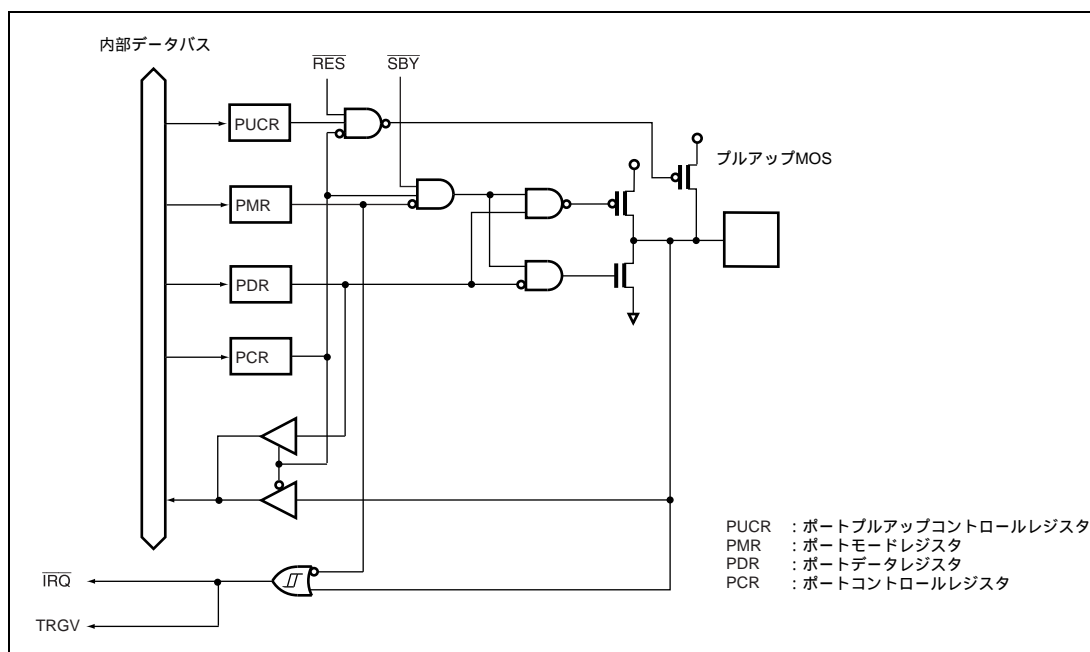 内部データバス
RES
SBY
PUCR
プルアップMOS
PMR
PDR
PCR
PUCR : ポートプルアップコントロールレジスタ
PMR : ポートモードレジスタ
PDR : ポートデータレジスタ
PCR : ポートコントロールレジスタ
IRQ
TRGV